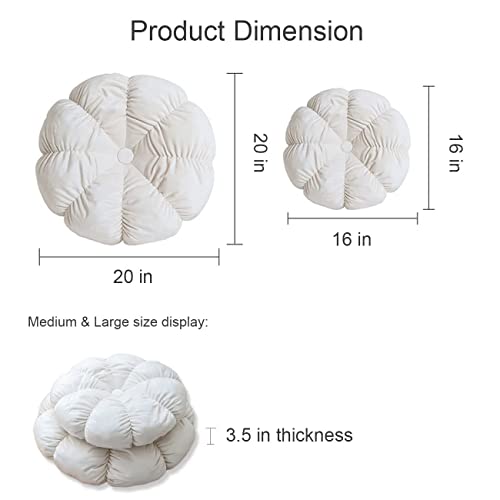 Product Dimension
20 in
16 in
16 in
20 in
Medium & Large size display:
3.5 in thickness